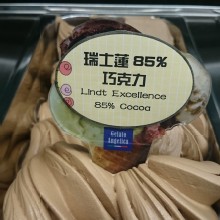 瑞士蓮 85%
巧克力
Lindt Excellence
85% Cocoa
Gelato
Angelica